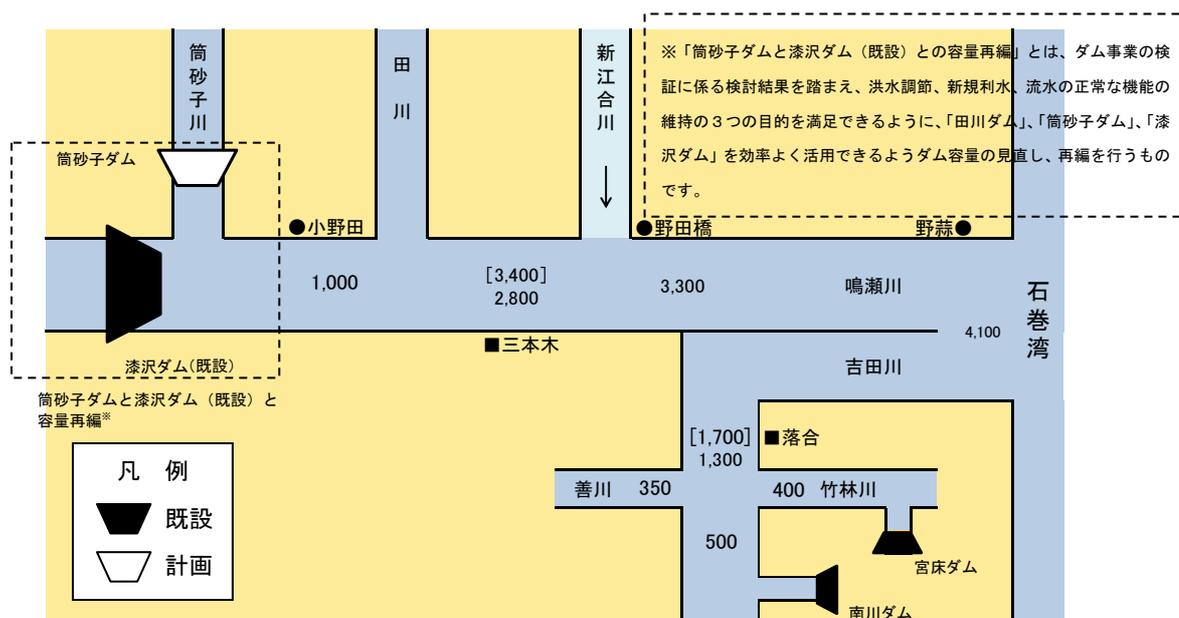 筒砂子川
田川
新江合川
※「筒砂子ダムと漆沢ダム（既設）との容量再編」とは、ダム事業の検
証に係る検討結果を踏まえ、洪水調節、新規利水、流水の正常な機能の
維持の３つの目的を満足できるように、「田川ダム」、「筒砂子ダム」、「漆
沢ダム」を効率よく活用できるようダム容量の見直し、再編を行うもの
です。
筒砂子ダム
●小野田
●野田橋
野蒜●
1,000
[3,400]
2,800
3,300
鳴瀬川
石巻湾
4,100
■三本木
漆沢ダム(既設)
吉田川
筒砂子ダムと漆沢ダム（既設）と
容量再編※
[1,700]
1,300
■落合
凡 例
既設
計画
善川 350
400 竹林川
500
宮床ダム
南川ダム